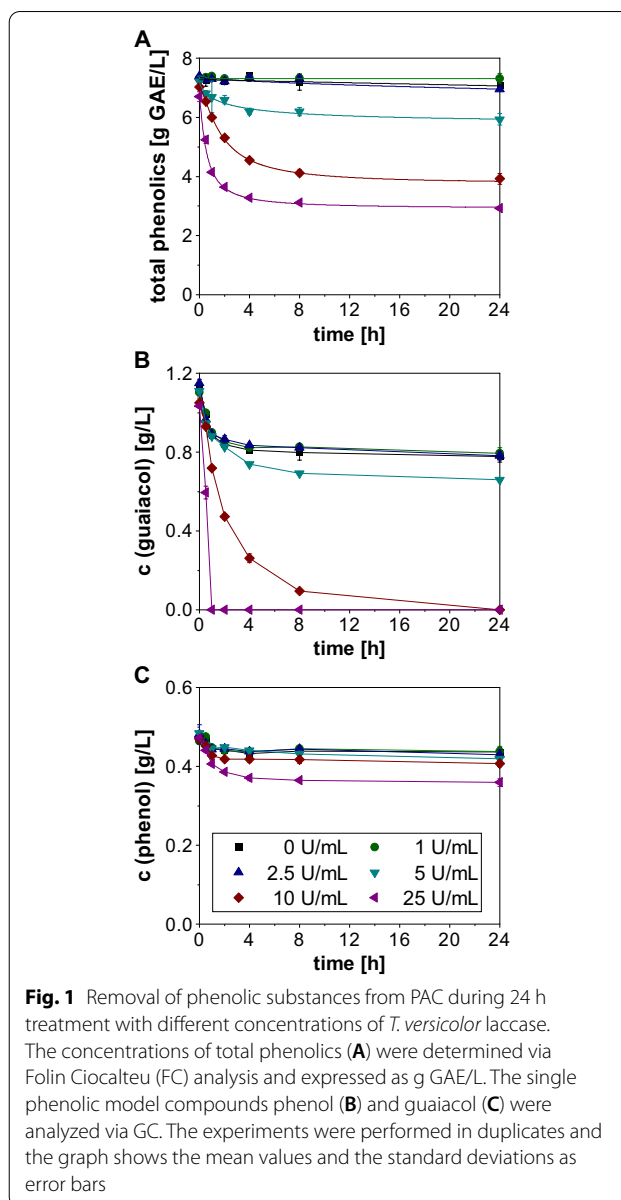 A
total phenolics [g GAE/L]
8
6
4
2
0
0 4 8 12 16 20 24
time [h]
B
c (guaiacol) [g/L]
1.2
0.8
0.4
0.0
0 4 8 12 16 20 24
time [h]
C
c (phenol) [g/L]
0.6
0.4
0.2
0.0
0 U/mL 1 U/mL
2.5 U/mL 5 U/mL
10 U/mL 25 U/mL
0 4 8 12 16 20 24
time [h]
Fig. 1 Removal of phenolic substances from PAC during 24 h
treatment with different concentrations of T. versicolor laccase.
The concentrations of total phenolics (A) were determined via
Folin Ciocalteu (FC) analysis and expressed as g GAE/L. The single
phenolic model compounds phenol (B) and guaiacol (C) were
analyzed via GC. The experiments were performed in duplicates and
the graph shows the mean values and the standard deviations as
error bars